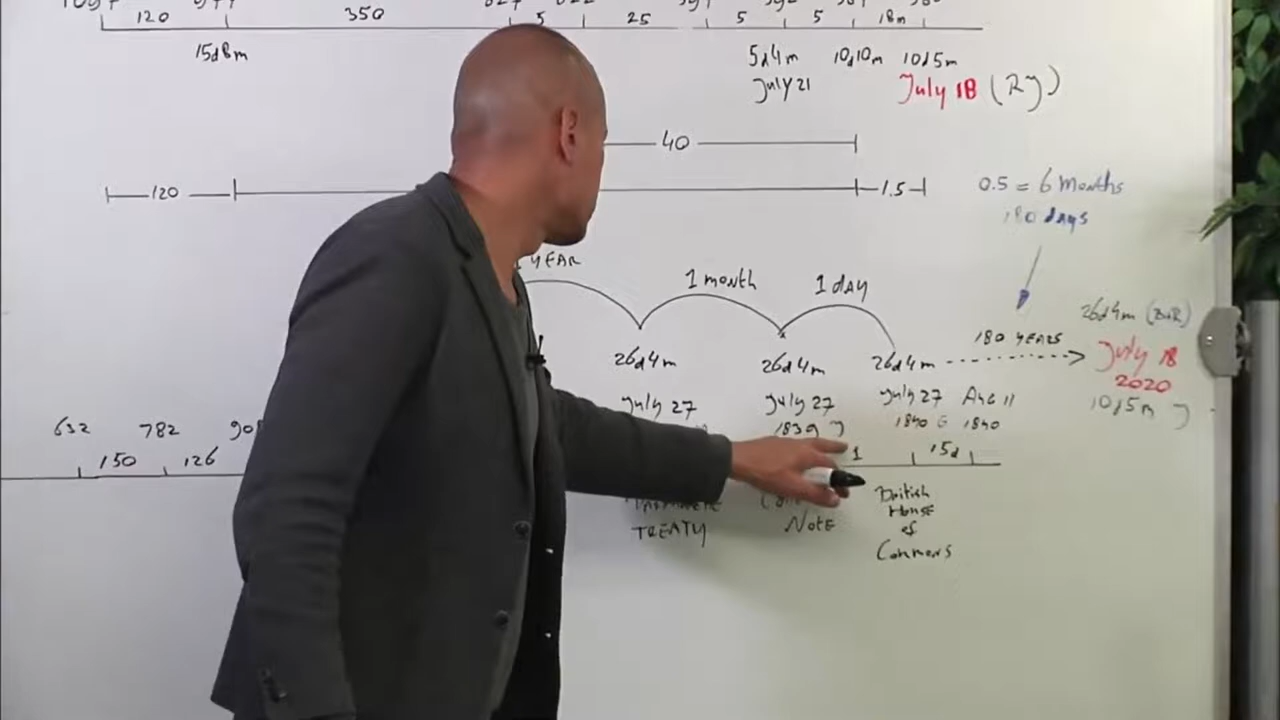 120 350 5 25 5 5 18m
15d8m 5d4m 10d10m 10d5m
July 21 July 18 (RJ)
40
120 1.5 0.5 = 6 Months
180 days
YEAR 1 month 1 day
26d4m
26d4m 26d4m 26d4m 180 YEARS July 18
2020
July 27 July 27 July 27 Aug 11 10d5m J
632 782 1839 J 1840 G 1840
150 126 1 15d
British
TREATY NOTE House
of
Commons